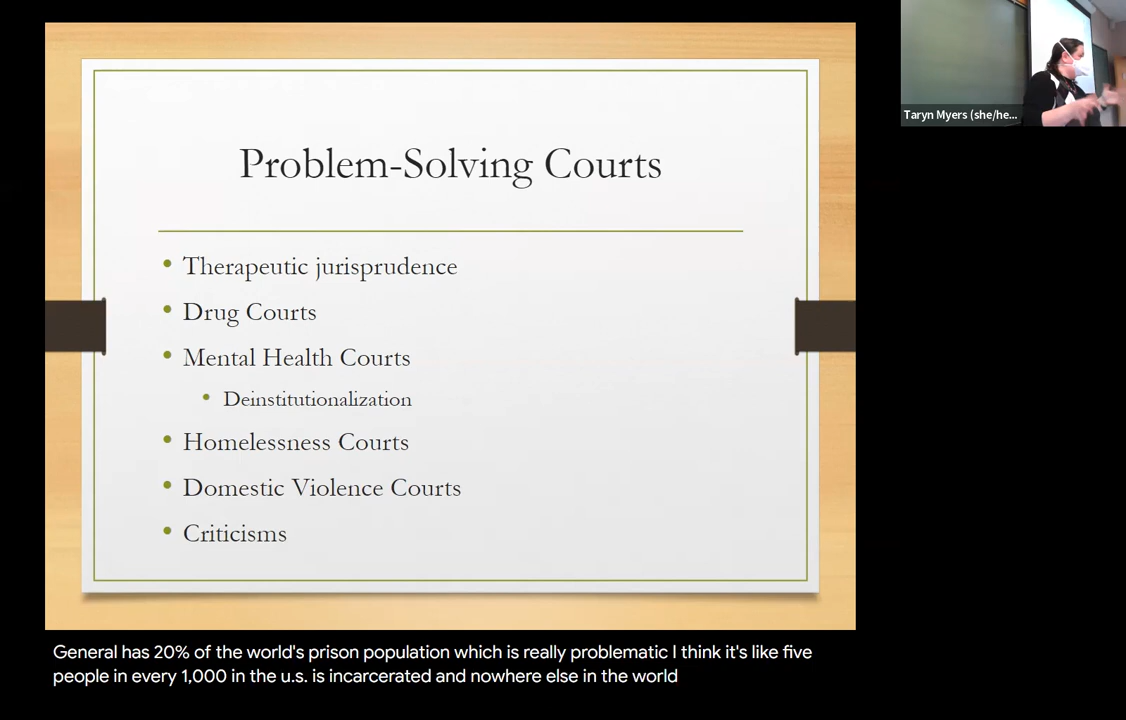 Problem-Solving Courts
Therapeutic jurisprudence
Drug Courts
Mental Health Courts
Deinstitutionalization
Homelessness Courts
Domestic Violence Courts
Criticisms
Taryn Myers (she/he...
General has 20% of the world's prison population which is really problematic I think it's like five
people in every 1,000 in the u.s. is incarcerated and nowhere else in the world